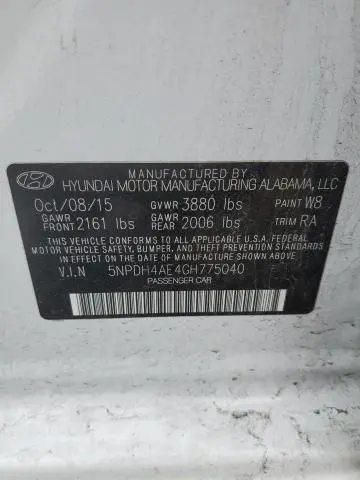 MANUFACTURED BY
HYUNDAI MOTOR MANUFACTURING ALABAMA, LLC
Oct/08/15 GVWR 3880 lbs PAINT W8
GAWR FRONT 2161 lbs GAWR REAR 2006 lbs TRIM RA
THIS VEHICLE CONFORMS TO ALL APPLICABLE U.S.A. FEDERAL
MOTOR VEHICLE SAFETY, BUMPER, AND THEFT PREVENTION
STANDARDS IN EFFECT ON THE DATE OF MANUFACTURE SHOWN ABOVE.
V.I.N 5NPDH4AE4GH775040
PASSENGER CAR